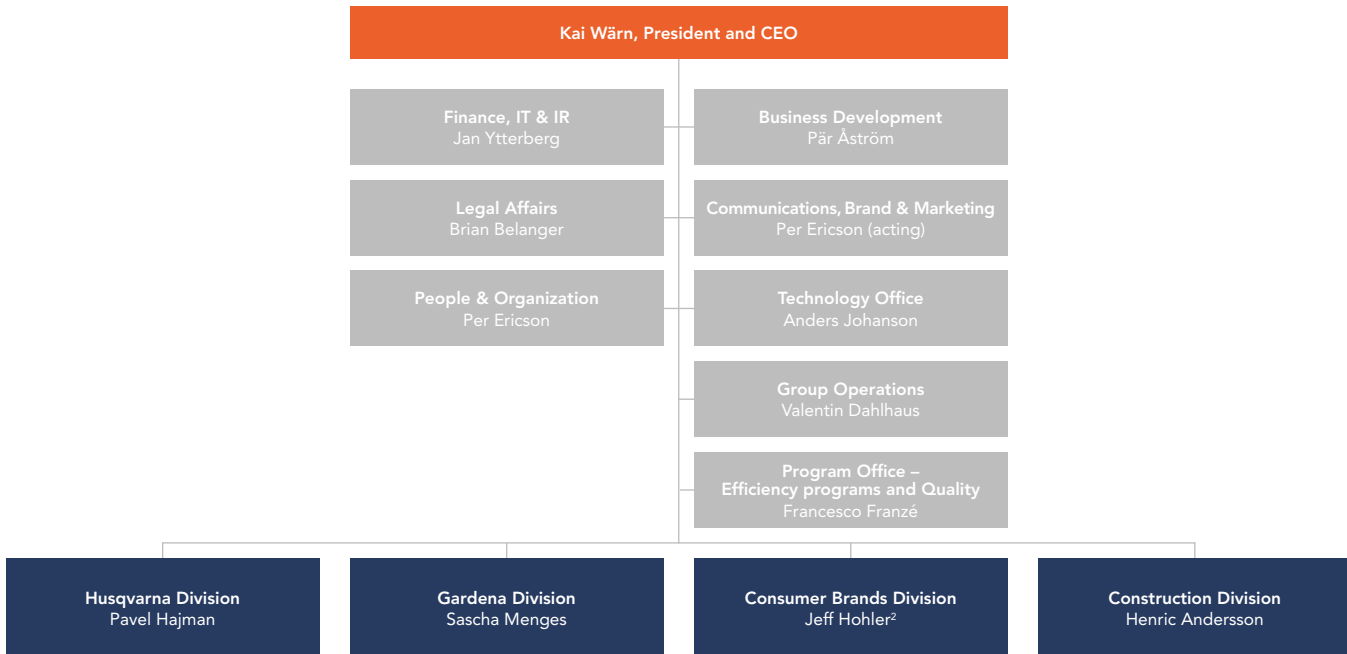 Kai Wärn, President and CEO
Finance, IT & IR
Jan Ytterberg
Business Development
Pär Åström
Legal Affairs
Brian Belanger
Communications, Brand & Marketing
Per Ericson (acting)
People & Organization
Per Ericson
Technology Office
Anders Johanson
Group Operations
Valentin Dahlhaus
Program Office –
Efficiency programs and Quality
Francesco Franzé
Husqvarna Division
Pavel Hajman
Gardena Division
Sascha Menges
Consumer Brands Division
Jeff Hohler²
Construction Division
Henric Andersson